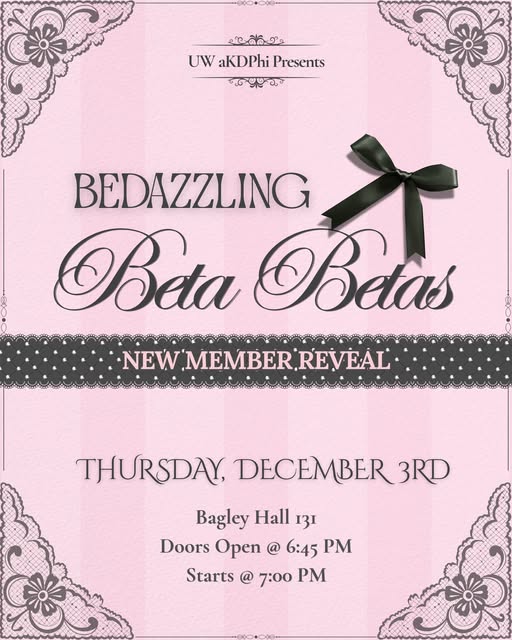 UW aKDPhi Presents
BEDAZZLING
Beta Betas
NEW MEMBER REVEAL
THURSDAY, DECEMBER 3RD
Bagley Hall 131
Doors Open @ 6:45 PM
Starts @ 7:00 PM